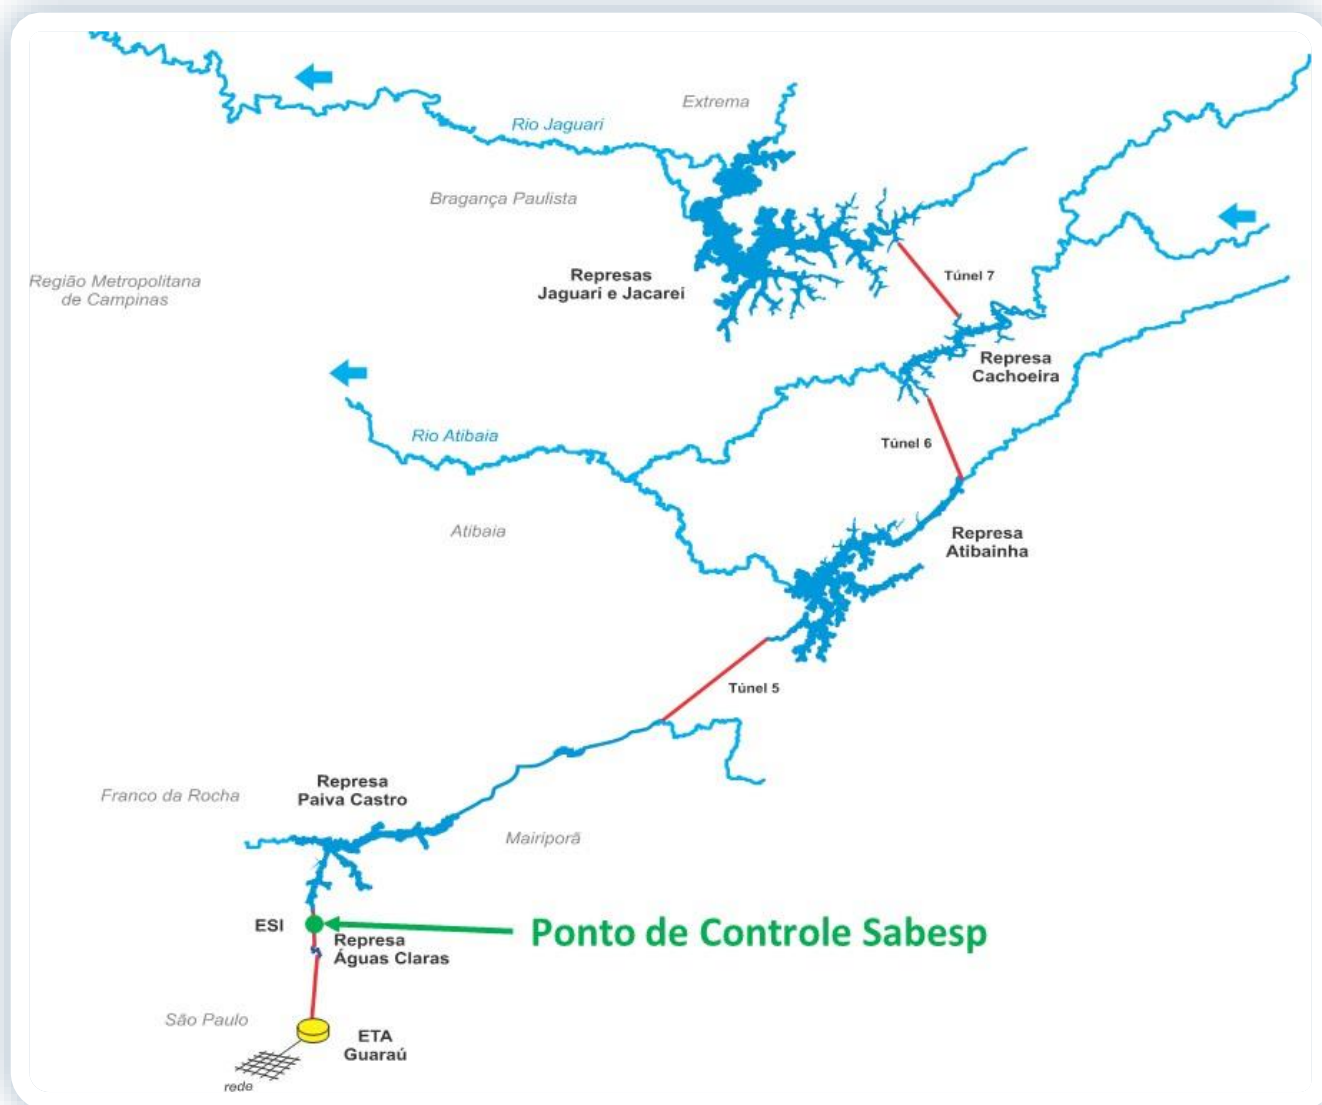 Extrema
Rio Jaguari
Bragança Paulista
Represas
Jaguari e Jacarei
Túnel 7
Região Metropolitana
de Campinas
Represa
Cachoeira
Rio Atibaia
Túnel 6
Atibaia
Represa
Atibainha
Túnel 5
Represa
Paiva Castro
Franco da Rocha
Mairiporã
ESI
Ponto de Controle Sabesp
Represa
Águas Claras
São Paulo
ETA
Guaraú
rede